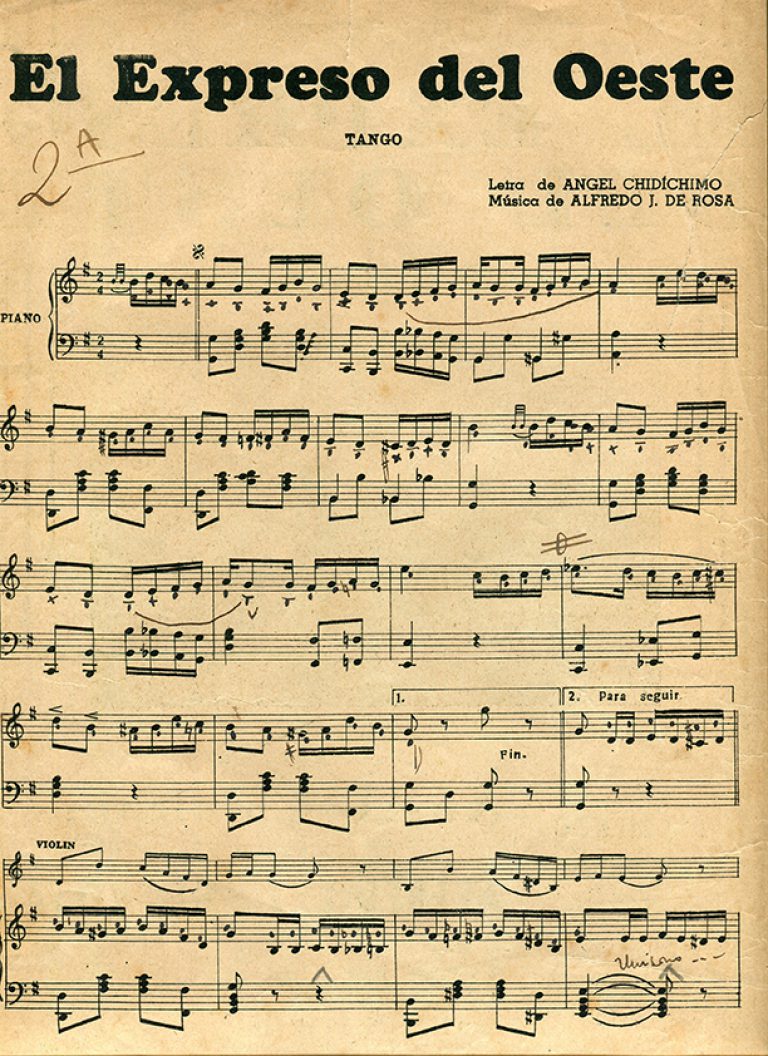 El Expreso del Oeste
TANGO
2A
Letra de ANGEL CHIDÍCHIMO
Música de ALFREDO J. DE ROSA
PIANO
1.
2. Para seguir
Fin.
VIOLIN